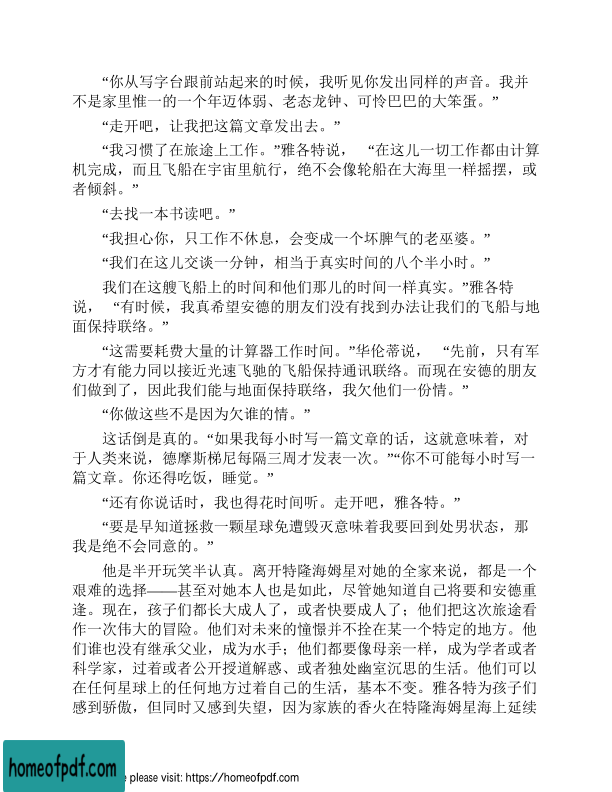 “你从写字台跟前站起来的时候，我听见你发出同样的声音。我并
不是家里惟一的一个年迈体弱、老态龙钟、可怜巴巴的大笨蛋。”
“走开吧，让我把这篇文章发出去。”
“我习惯了在旅途上工作。”雅各特说， “在这儿一切工作都由计算
机完成，而且飞船在宇宙里航行，绝不会像轮船在大海里一样摇摆，或
者倾斜。”
“去找一本书读吧。”
“我担心你，只工作不休息，会变成一个坏脾气的老巫婆。”
“我们在这儿交谈一分钟，相当于真实时间的八个半小时。”
我们在这艘飞船上的时间和他们那儿的时间一样真实。”雅各特
说， “有时候，我真希望安德的朋友们没有找到办法让我们的飞船与地
面保持联络。”
“这需要耗费大量的计算器工作时间。”华伦蒂说， “先前，只有军
方才有能力同以接近光速飞驰的飞船保持通讯联络。而现在安德的朋友
们做到了，因此我们能与地面保持联络，我欠他们一份情。”
“你做这些不是因为欠谁的情。”
这话倒是真的。“如果我每小时写一篇文章的话，这就意味着，对
于人类来说，德摩斯梯尼每隔三周才发表一次。”“你不可能每小时写一
篇文章。你还得吃饭，睡觉。”
“还有你说话时，我也得花时间听。走开吧，雅各特。”
“要是早知道拯救一颗星球免遭毁灭意味着我要回到处男状态，那
我是绝不会同意的。”
他是半开玩笑半认真。离开特隆海姆星对她的全家来说，都是一个
艰难的选择——甚至对她本人也是如此，尽管她知道自己将要和安德重
逢。现在，孩子们都长大成人了，或者快要成人了；他们把这次旅途看
作一次伟大的冒险。他们对未来的憧憬并不拴在某一个特定的地方。他
们谁也没有继承父业，成为水手；他们都要像母亲一样，成为学者或者
科学家，过着或者公开授道解惑、或者独处幽室沉思的生活。他们可以
在任何星球上的任何地方过着自己的生活，基本不变。雅各特为孩子们
感到骄傲，但同时又感到失望，因为家族的香火在特隆海姆星海上延续
homeofpdf.com
e please visit: https://homeofpdf.com